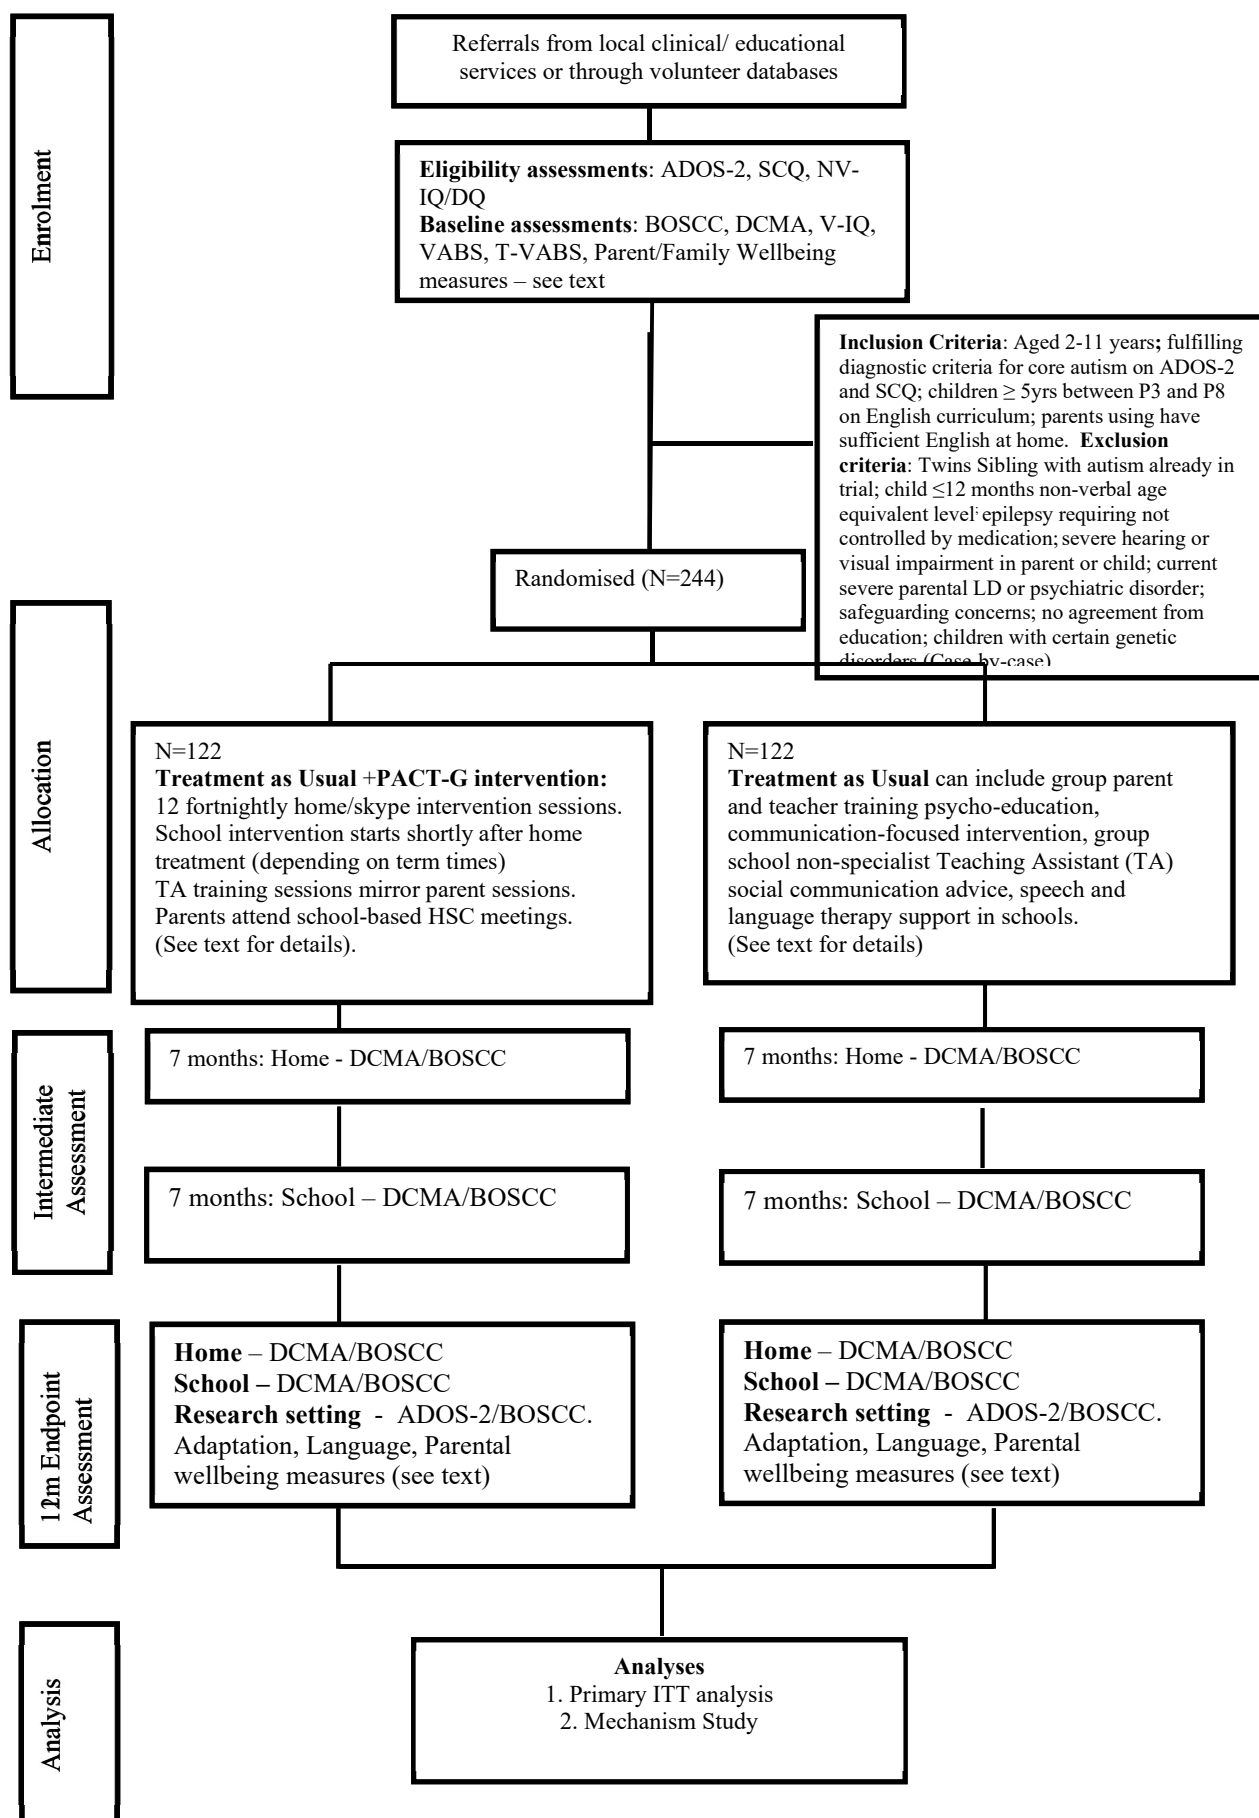 Enrolment
Referrals from local clinical/ educational
services or through volunteer databases
Eligibility assessments: ADOS-2, SCQ, NV-
IQ/DQ
Baseline assessments: BOSCC, DCMA, V-IQ,
VABS, T-VABS, Parent/Family Wellbeing
measures – see text
Inclusion Criteria: Aged 2-11 years; fulfilling
diagnostic criteria for core autism on ADOS-2
and SCQ; children ≥ 5yrs between P3 and P8
on English curriculum; parents using have
sufficient English at home. Exclusion
criteria: Twins Sibling with autism already in
trial; child ≤12 months non-verbal age
equivalent level; epilepsy requiring not
controlled by medication; severe hearing or
visual impairment in parent or child; current
severe parental LD or psychiatric disorder;
safeguarding concerns; no agreement from
education; children with certain genetic
disorders (Case-by-case)
Randomised (N=244)
Allocation
N=122
Treatment as Usual +PACT-G intervention:
12 fortnightly home/skype intervention sessions.
School intervention starts shortly after home
treatment (depending on term times)
TA training sessions mirror parent sessions.
Parents attend school-based HSC meetings.
(See text for details).
N=122
Treatment as Usual can include group parent
and teacher training psycho-education,
communication-focused intervention, group
school non-specialist Teaching Assistant (TA)
social communication advice, speech and
language therapy support in schools.
(See text for details)
Intermediate
Assessment
7 months: Home - DCMA/BOSCC
7 months: Home - DCMA/BOSCC
7 months: School – DCMA/BOSCC
7 months: School – DCMA/BOSCC
12m Endpoint
Assessment
Home – DCMA/BOSCC
School – DCMA/BOSCC
Research setting - ADOS-2/BOSCC.
Adaptation, Language, Parental
wellbeing measures (see text)
Home – DCMA/BOSCC
School – DCMA/BOSCC
Research setting - ADOS-2/BOSCC.
Adaptation, Language, Parental
wellbeing measures (see text)
Analysis
Analyses
1. Primary ITT analysis
2. Mechanism Study